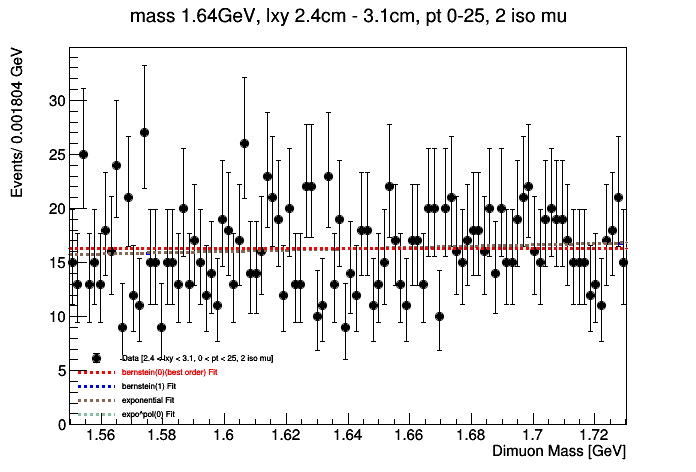 mass 1.64GeV, lxy 2.4cm - 3.1cm, pt 0-25, 2 iso mu
Events/ 0.001804 GeV
30
25
20
15
10
5
0
Data [2.4 < lxy < 3.1, 0 < pt < 25, 2 iso mu]
bernstein(0)(best order) Fit
bernstein(1) Fit
exponential Fit
expo*pol(0) Fit
1.56 1.58 1.6 1.62 1.64 1.66 1.68 1.7 1.72
Dimuon Mass [GeV]